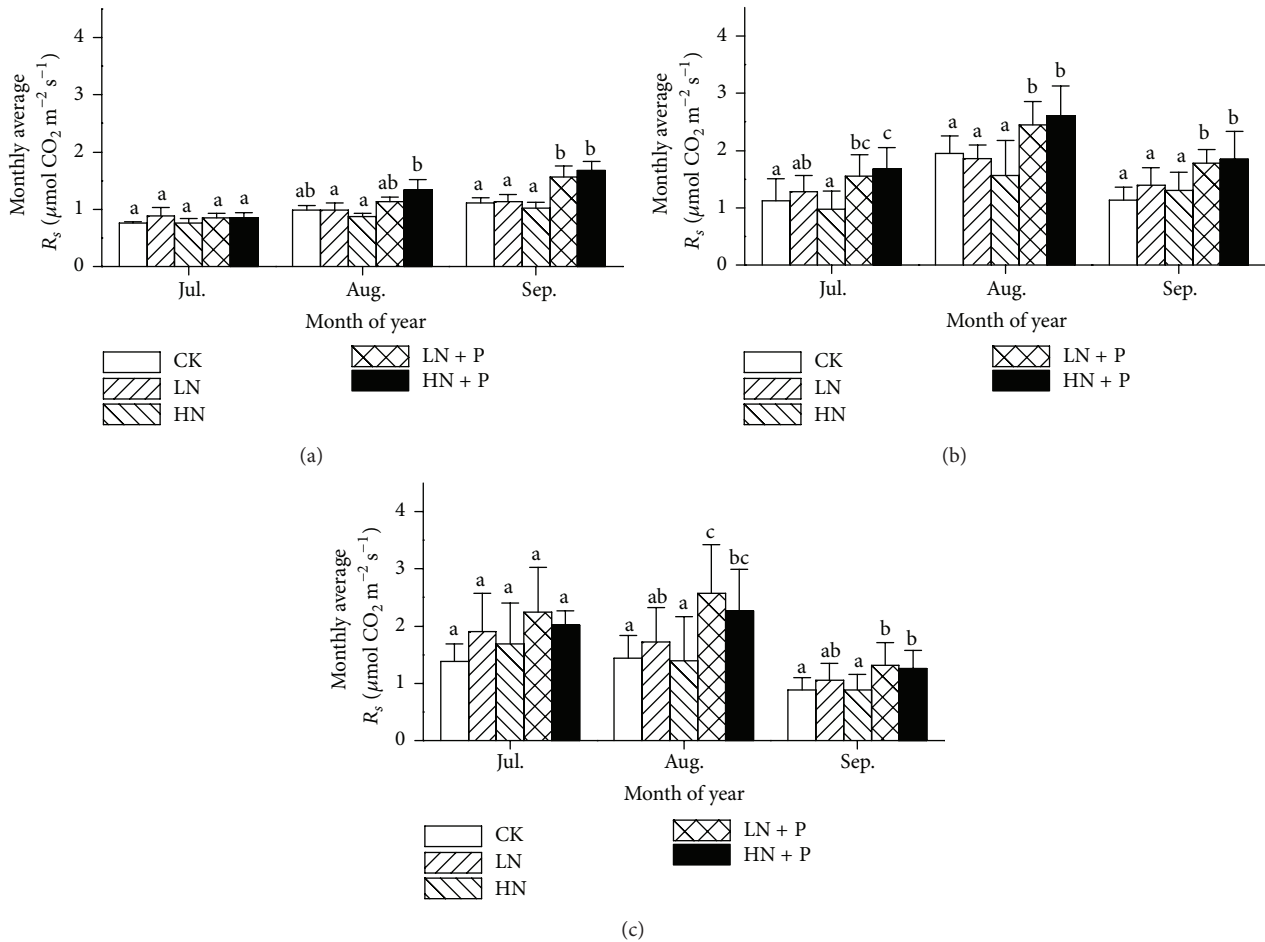 Monthly average
R_s (μmol CO₂ m⁻² s⁻¹)
4
3
2
1
0
a a a a a
ab a a ab b
a a a b b
Jul. Aug. Sep.
Month of year
CK
LN
HN
LN + P
HN + P
(a)
Monthly average
R_s (μmol CO₂ m⁻² s⁻¹)
4
3
2
1
0
a ab a bc c
a a a b b
a a a b b
Jul. Aug. Sep.
Month of year
CK
LN
HN
LN + P
HN + P
(b)
Monthly average
R_s (μmol CO₂ m⁻² s⁻¹)
4
3
2
1
0
a a a a a
a ab a c bc
a ab a b b
Jul. Aug. Sep.
Month of year
CK
LN
HN
LN + P
HN + P
(c)